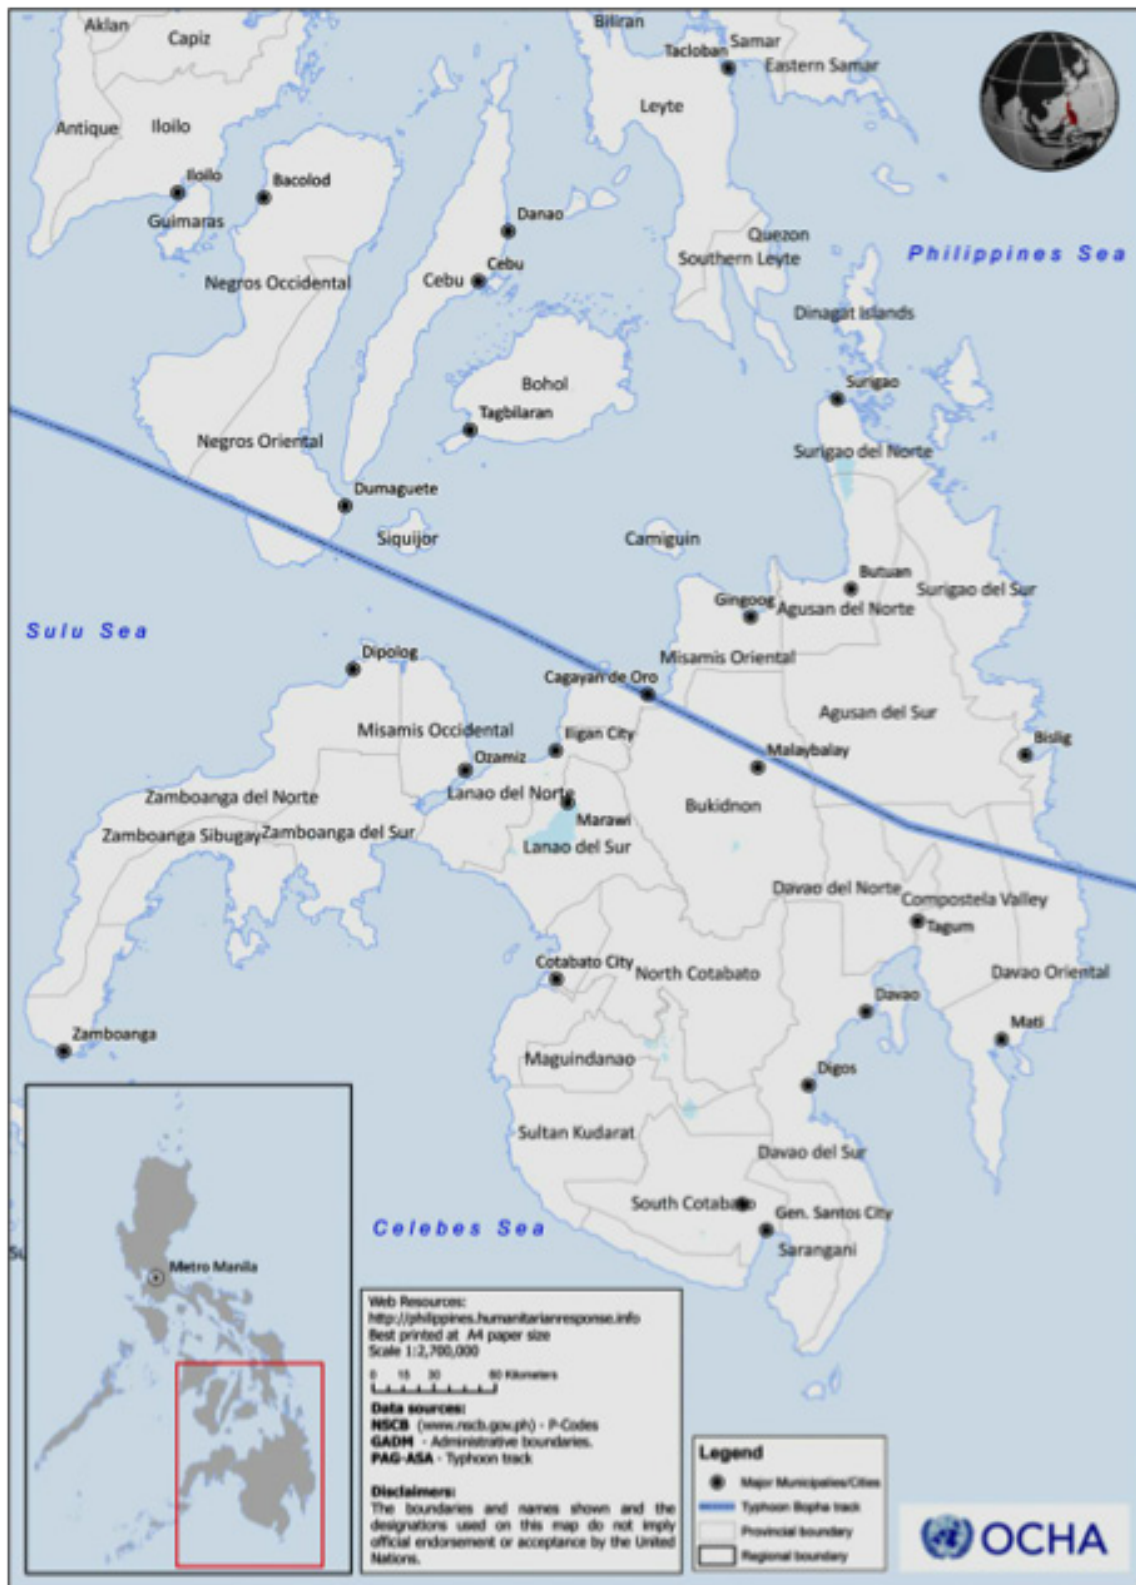 Biliran
Aklan
Capiz
Tacloban
Samar
Eastern Samar
Leyte
Antique
Iloilo
Iloilo
Bacolod
Guimaras
Danao
Quezon
Southern Leyte
Philippines Sea
Cebu
Cebu
Negros Occidental
Dinagat Islands
Bohol
Surigao
Tagbilaran
Negros Oriental
Surigao del Norte
Dumaguete
Siquijor
Camiguin
Butuan
Surigao del Sur
Gingoog
Agusan del Norte
Sulu Sea
Dipolog
Misamis Oriental
Cagayan de Oro
Agusan del Sur
Misamis Occidental
Iligan City
Bislig
Malaybalay
Ozamiz
Zamboanga del Norte
Lanao del Norte
Bukidnon
Marawi
Zamboanga Sibugay
Zamboanga del Sur
Lanao del Sur
Davao del Norte
Compostela Valley
Tagum
Cotabato City
North Cotabato
Davao Oriental
Davao
Zamboanga
Mati
Maguindanao
Digos
Sultan Kudarat
Davao del Sur
South Cotabato
Gen. Santos City
Celebes Sea
Sarangani
Metro Manila
Web Resources:
http://philippines.humanitarianresponse.info
Best printed at A4 paper size
Scale 1:2,700,000
0 15 30 60 Kilometers
Data sources:
NSCB (www.nscb.gov.ph) - P-Codes
GADM - Administrative boundaries.
PAG-ASA - Typhoon track
Disclaimers:
The boundaries and names shown and the
designations used on this map do not imply
official endorsement or acceptance by the United
Nations.
Legend
Major Municipalies/Cities
Typhoon Bopha track
Provincial boundary
Regional boundary
OCHA